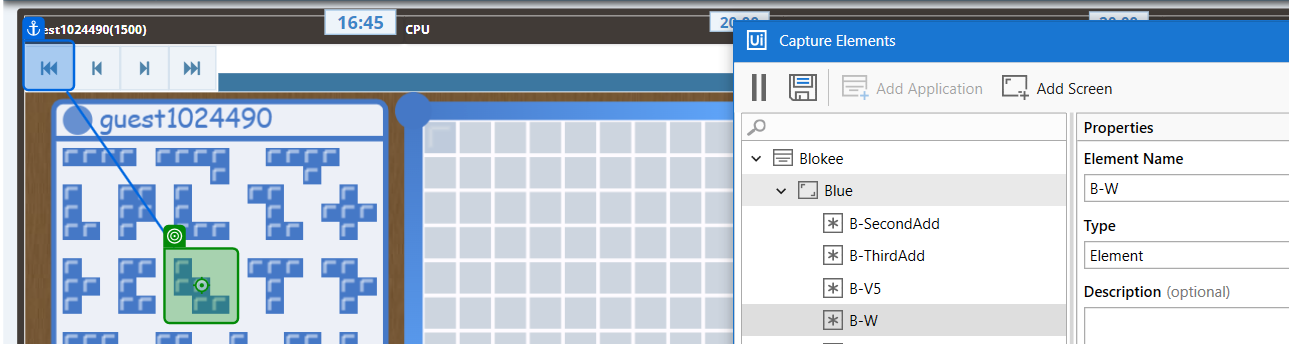 16:45
20.00
20.00
est1024490(1500)
CPU
Ui Capture Elements
Add Application
Add Screen
guest1024490
Properties
Blokee
Element Name
Blue
B-W
B-SecondAdd
Type
B-ThirdAdd
Element
B-V5
Description (optional)
B-W